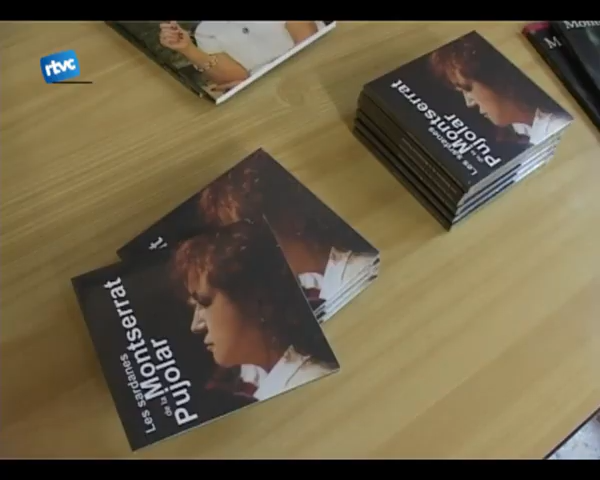 rtvc
Les sardanes
de la Montserrat
Pujolar
Les sardanes
de la Montserrat
Pujolar